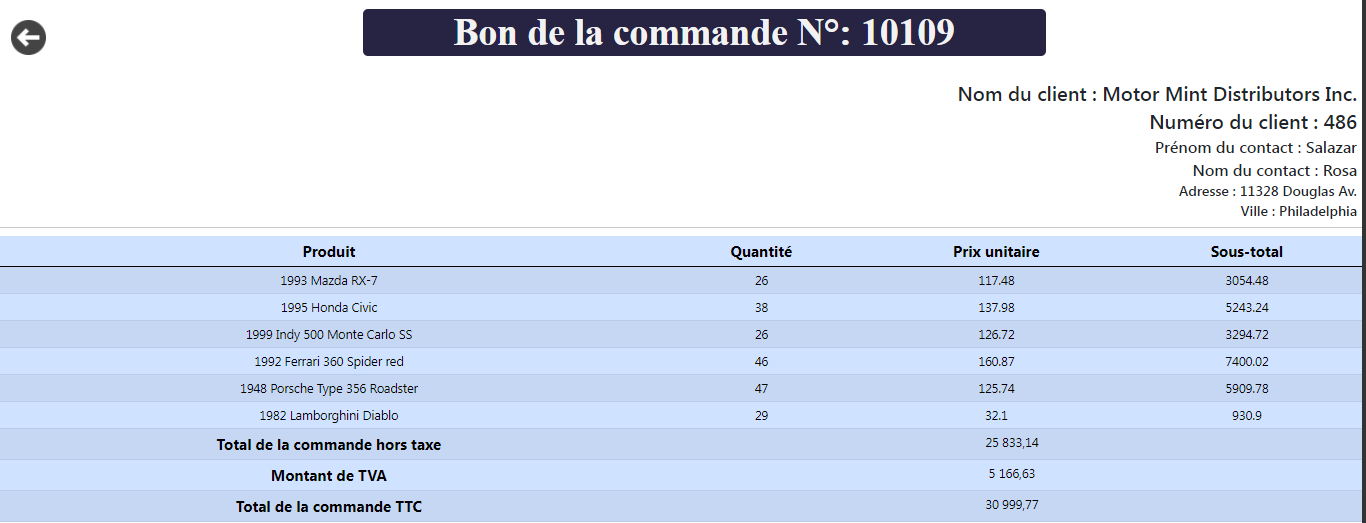 Bon de la commande N°: 10109
Nom du client : Motor Mint Distributors Inc.
Numéro du client : 486
Prénom du contact : Salazar
Nom du contact : Rosa
Adresse : 11328 Douglas Av.
Ville : Philadelphia
Produit Quantité Prix unitaire Sous-total
1993 Mazda RX-7 26 117.48 3054.48
1995 Honda Civic 38 137.98 5243.24
1999 Indy 500 Monte Carlo SS 26 126.72 3294.72
1992 Ferrari 360 Spider red 46 160.87 7400.02
1948 Porsche Type 356 Roadster 47 125.74 5909.78
1982 Lamborghini Diablo 29 32.1 930.9
Total de la commande hors taxe 25 833,14
Montant de TVA 5 166,63
Total de la commande TTC 30 999,77